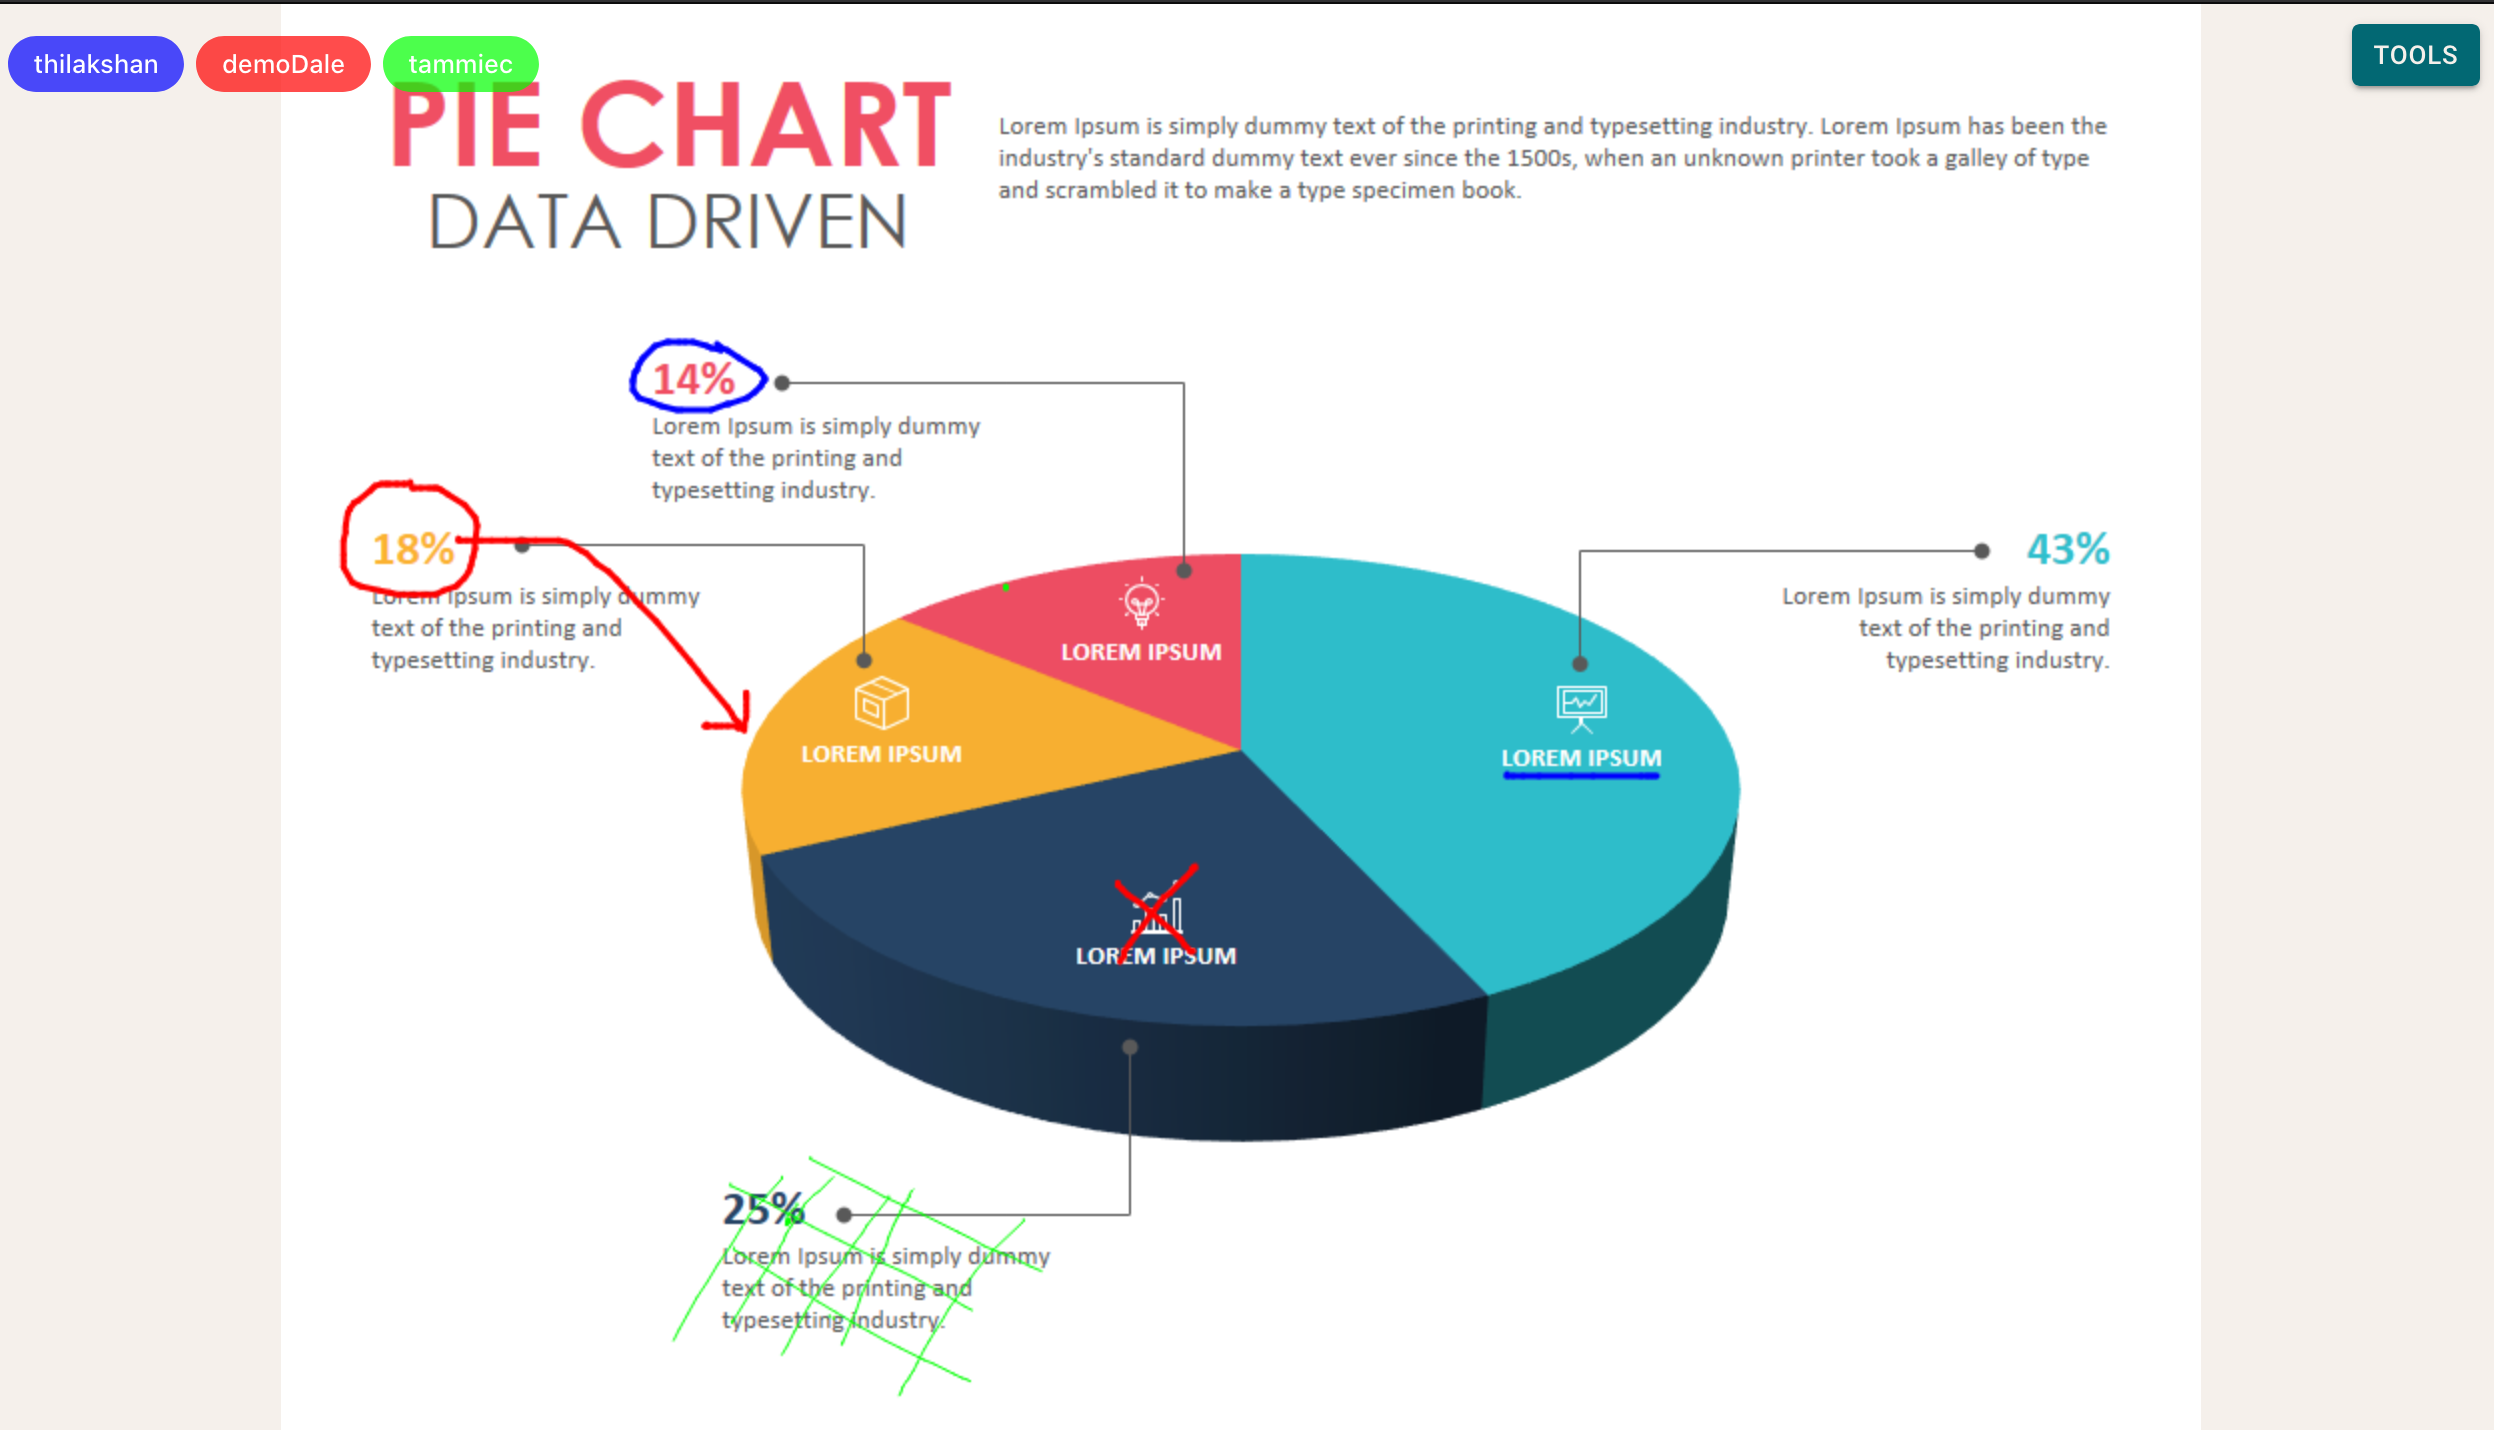 thilakshan
demoDale
tammiec
TOOLS
PIE CHART
DATA DRIVEN
Lorem Ipsum is simply dummy text of the printing and typesetting industry. Lorem Ipsum has been the
industry's standard dummy text ever since the 1500s, when an unknown printer took a galley of type
and scrambled it to make a type specimen book.
14%
Lorem Ipsum is simply dummy
text of the printing and
typesetting industry.
18%
Lorem Ipsum is simply dummy
text of the printing and
typesetting industry.
43%
Lorem Ipsum is simply dummy
text of the printing and
typesetting industry.
LOREM IPSUM
LOREM IPSUM
LOREM IPSUM
LOREM IPSUM
25%
Lorem Ipsum is simply dummy
text of the printing and
typesetting industry.